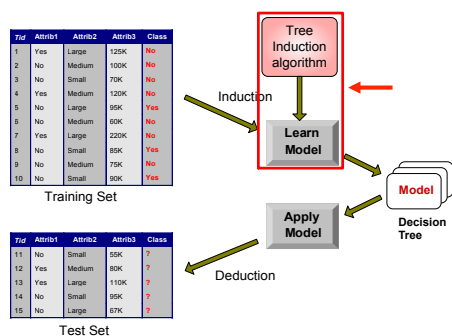 Tid Attrib1 Attrib2 Attrib3 Class
1 Yes Large 125K No
2 No Medium 100K No
3 No Small 70K No
4 Yes Medium 120K No
5 No Large 95K Yes
6 No Medium 60K No
7 Yes Large 220K No
8 No Small 85K Yes
9 No Medium 75K No
10 No Small 90K Yes
Training Set
Tree
Induction
algorithm
Induction
Learn
Model
Model
Decision
Tree
Apply
Model
Deduction
Tid Attrib1 Attrib2 Attrib3 Class
11 No Small 55K ?
12 Yes Medium 80K ?
13 Yes Large 110K ?
14 No Small 95K ?
15 No Large 67K ?
Test Set